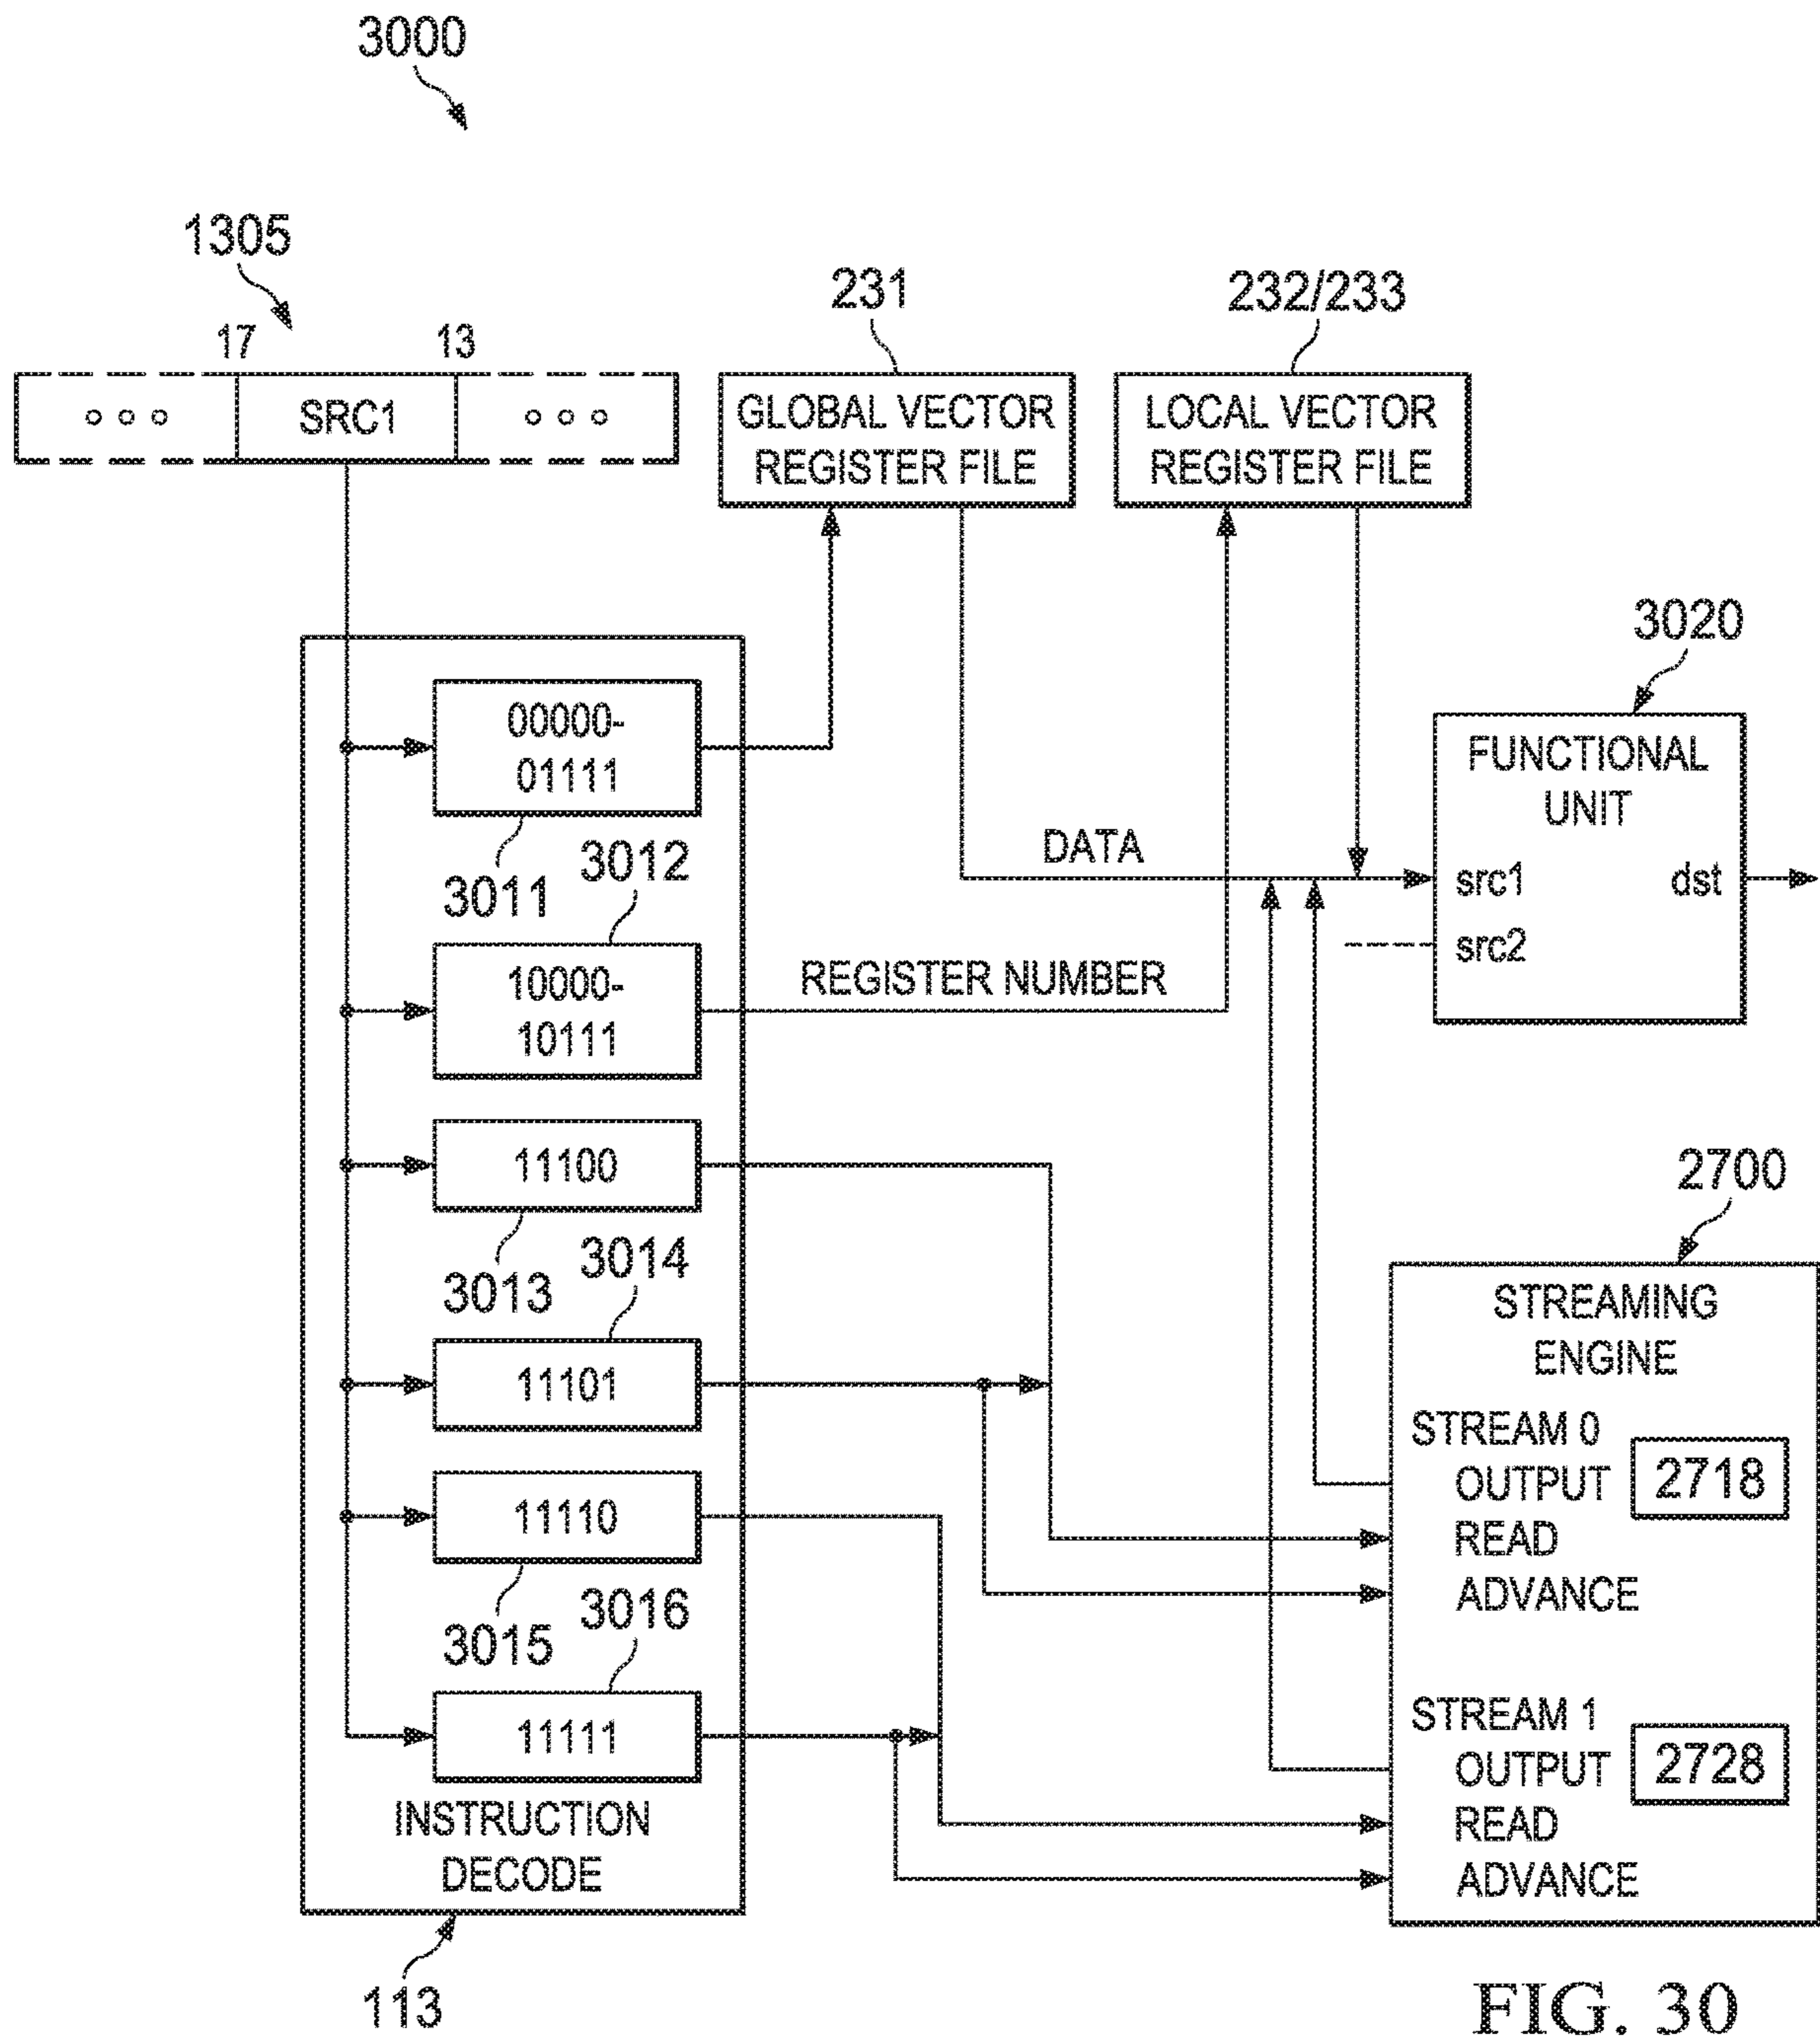 3000
1305
17
13
° ° °
SRC1
° ° °
231
GLOBAL VECTOR
REGISTER FILE
232/233
LOCAL VECTOR
REGISTER FILE
3020
FUNCTIONAL
UNIT
src1
dst
src2
DATA
REGISTER NUMBER
00000-
01111
3011
3012
10000-
10111
11100
3013
3014
11101
11110
3015
3016
11111
INSTRUCTION
DECODE
113
2700
STREAMING
ENGINE
STREAM 0
OUTPUT
2718
READ
ADVANCE
STREAM 1
OUTPUT
2728
READ
ADVANCE
FIG. 30